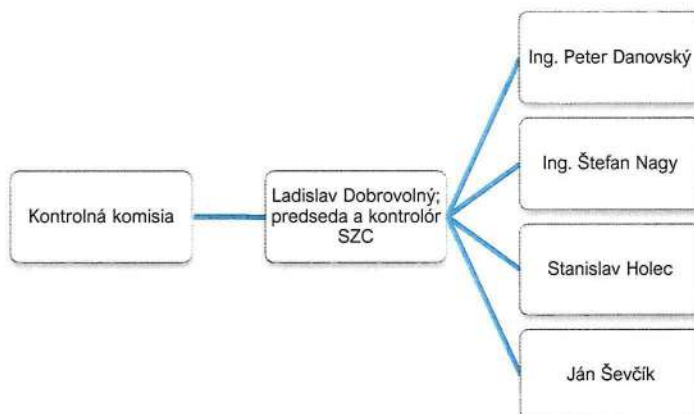 Kontrolná komisia
Ladislav Dobrovolný;
predseda a kontrolór
SZC
Ing. Peter Danovský
Ing. Štefan Nagy
Stanislav Holec
Ján Ševčík